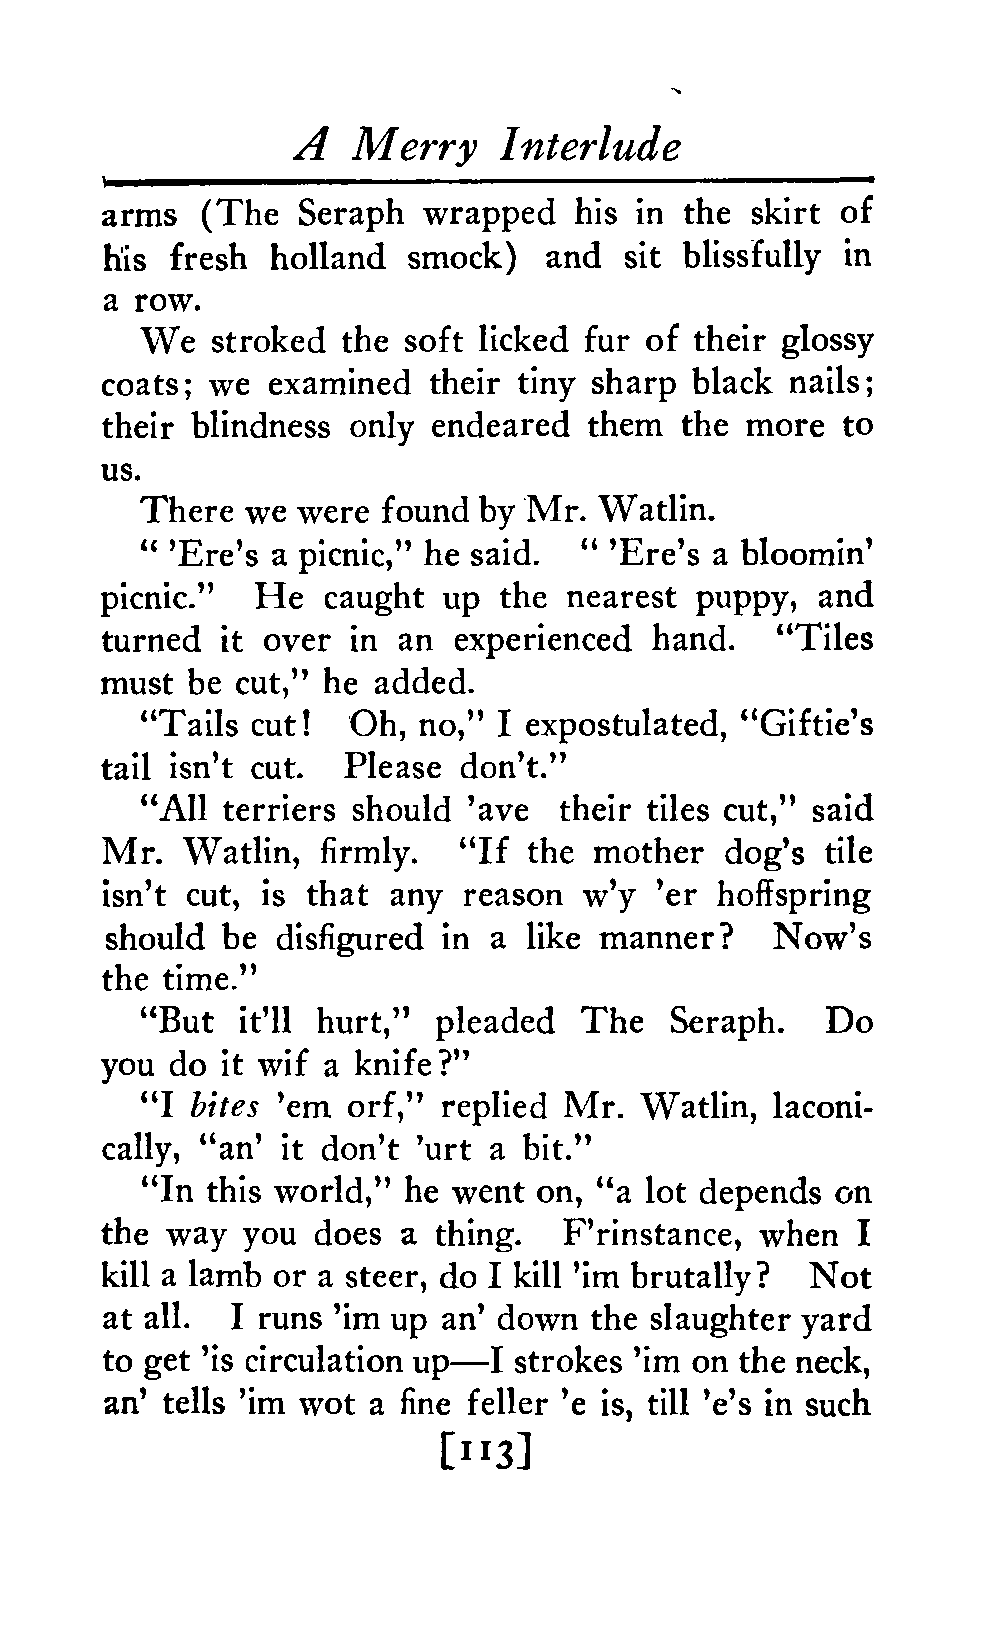 A Merry Interlude
arms (The Seraph wrapped his in the skirt of
his fresh holland smock) and sit blissfully in
a row.
We stroked the soft licked fur of their glossy
coats; we examined their tiny sharp black nails;
their blindness only endeared them the more to
us.
There we were found by Mr. Watlin.
" 'Ere's a picnic," he said. " 'Ere's a bloomin'
picnic." He caught up the nearest puppy, and
turned it over in an experienced hand. "Tiles
must be cut," he added.
"Tails cut! Oh, no," I expostulated, "Giftie's
tail isn't cut. Please don't."
"All terriers should 'ave their tiles cut," said
Mr. Watlin, firmly. "If the mother dog's tile
isn't cut, is that any reason w'y 'er hoffspring
should be disfigured in a like manner? Now's
the time."
"But it'll hurt," pleaded The Seraph. Do
you do it wif a knife?"
"I bites 'em orf," replied Mr. Watlin, laconi-
cally, "an' it don't 'urt a bit."
"In this world," he went on, "a lot depends on
the way you does a thing. F'rinstance, when I
kill a lamb or a steer, do I kill 'im brutally? Not
at all. I runs 'im up an' down the slaughter yard
to get 'is circulation up—I strokes 'im on the neck,
an' tells 'im wot a fine feller 'e is, till 'e's in such
[113]